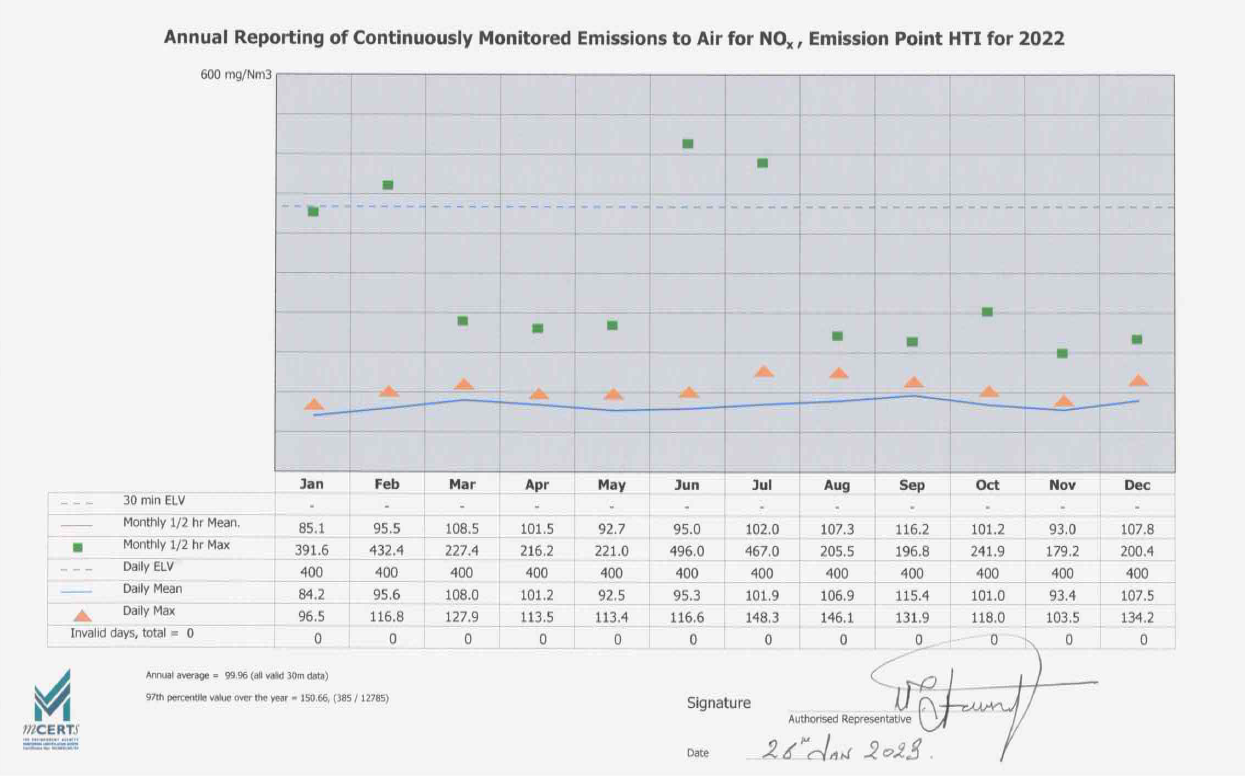 Annual Reporting of Continuously Monitored Emissions to Air for NOx , Emission Point HTI for 2022
600 mg/Nm3
Jan Feb Mar Apr May Jun Jul Aug Sep Oct Nov Dec
30 min ELV - - - - - - - - - - - -
Monthly 1/2 hr Mean. 85.1 95.5 108.5 101.5 92.7 95.0 102.0 107.3 116.2 101.2 93.0 107.8
Monthly 1/2 hr Max 391.6 432.4 227.4 216.2 221.0 496.0 467.0 205.5 196.8 241.9 179.2 200.4
Daily ELV 400 400 400 400 400 400 400 400 400 400 400 400
Daily Mean 84.2 95.6 108.0 101.2 92.5 95.3 101.9 106.9 115.4 101.0 93.4 107.5
Daily Max 96.5 116.8 127.9 113.5 113.4 116.6 148.3 146.1 131.9 118.0 103.5 134.2
Invalid days, total = 0 0 0 0 0 0 0 0 0 0 0 0 0
Annual average = 99.96 (all valid 30m data)
97th percentile value over the year = 150.66, (385 / 12785)
mCERTs
Signature
Authorised Representative
Date 26th JAN 2023.